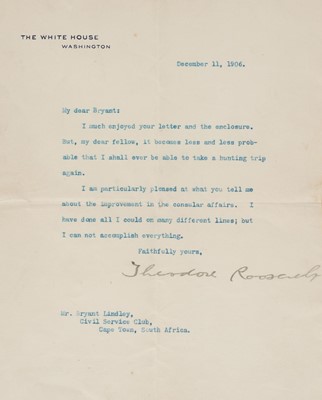 THE WHITE HOUSE
WASHINGTON
December 11, 1906.
My dear Bryant:
I much enjoyed your letter and the enclosure.
But, my dear fellow, it becomes less and less prob-
able that I shall ever be able to take a hunting trip
again.
I am particularly pleased at what you tell me
about the improvement in the consular affairs. I
have done all I could on many different lines; but
I can not accomplish everything.
Faithfully yours,
Theodore Roosevelt
Mr. Bryant Lindley,
Civil Service Club,
Cape Town, South Africa.